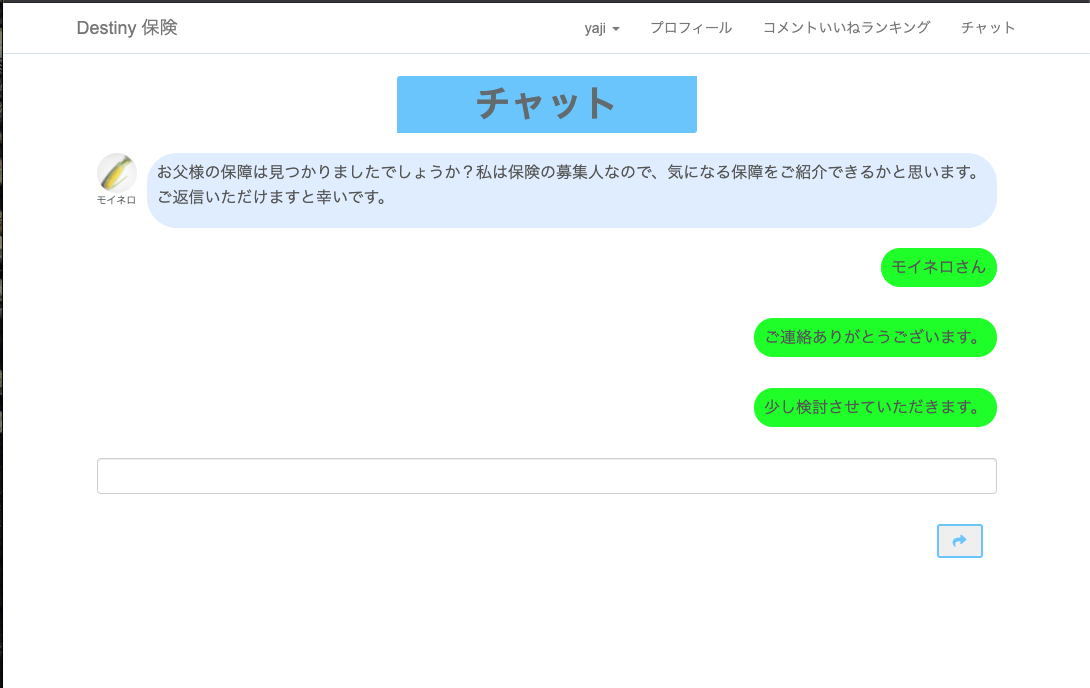 Destiny 保険
yaji プロフィール コメントいいねランキング チャット
チャット
お父様の保障は見つかりましたでしょうか？私は保険の募集人なので、気になる保障をご紹介できるかと思います。
ご返信いただけますと幸いです。
モイネロ
モイネロさん
ご連絡ありがとうございます。
少し検討させていただきます。